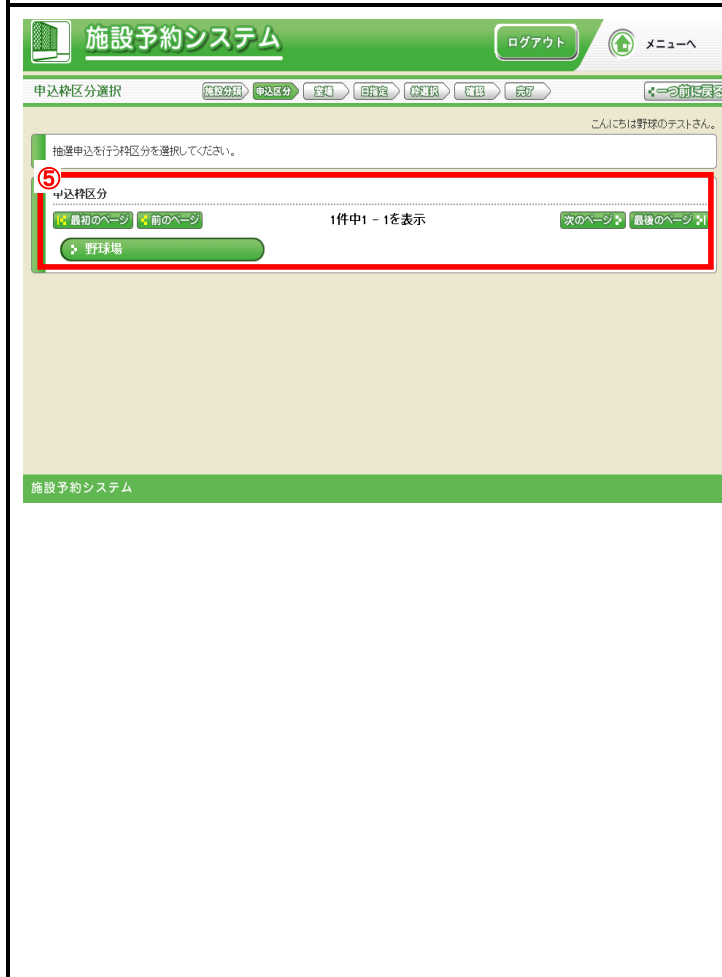 施設予約システム
ログアウト
メニューへ
申込枠区分選択
施設分類 申込区分 室場 日指定 枠選択 確認 完了
一つ前に戻る
こんにちは野球のテストさん。
抽選申込を行う枠区分を選択してください。
⑤
申込枠区分
最初のページ 前のページ 1件中1 - 1を表示 次のページ 最後のページ
野球場
施設予約システム